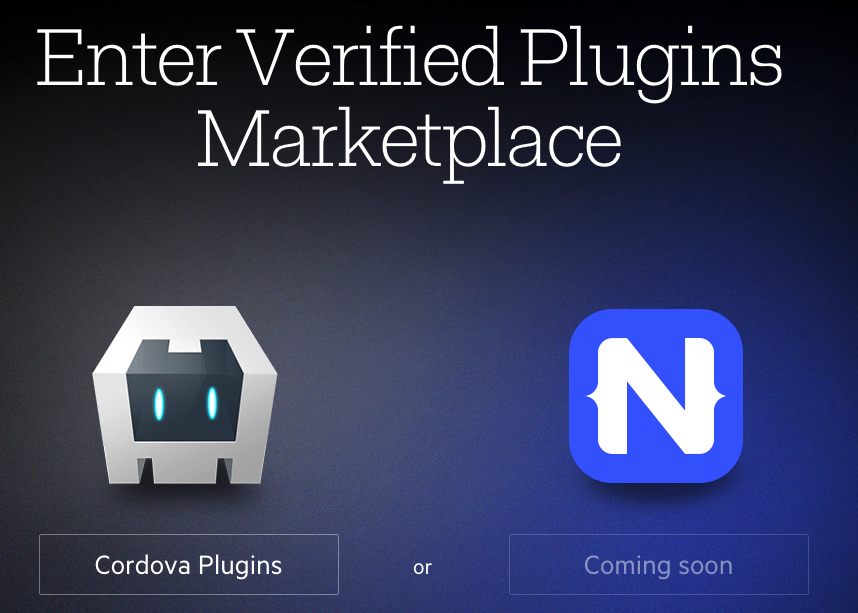 Enter Verified Plugins
Marketplace
N
Cordova Plugins
or
Coming soon